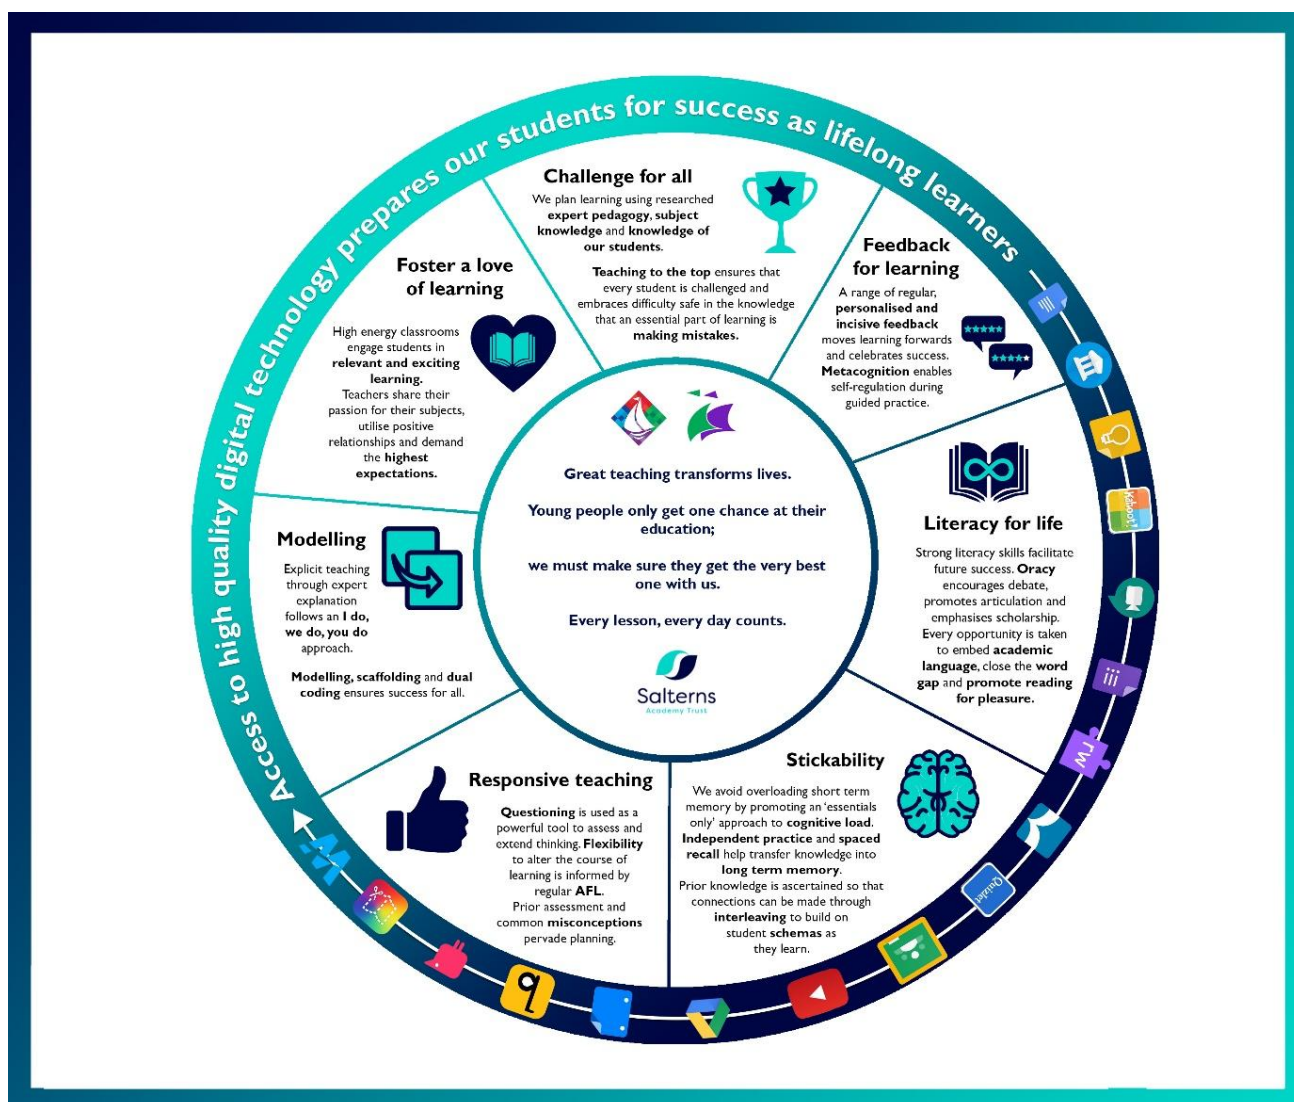 Access to high quality digital technology prepares our students for success as lifelong learners
Challenge for all
We plan learning using researched
expert pedagogy, subject
knowledge and knowledge of
our students.
Teaching to the top ensures that
every student is challenged and
embraces difficulty safe in the knowledge
that an essential part of learning is
making mistakes.
Feedback
for learning
A range of regular,
personalised and
incisive feedback
moves learning forwards
and celebrates success.
Metacognition enables
self-regulation during
guided practice.
Literacy for life
Strong literacy skills facilitate
future success. Oracy
encourages debate,
promotes articulation and
emphasises scholarship.
Every opportunity is taken
to embed academic
language, close the word
gap and promote reading
for pleasure.
Stickability
We avoid overloading short term
memory by promoting an 'essentials
only' approach to cognitive load.
Independent practice and spaced
recall help transfer knowledge into
long term memory.
Prior knowledge is ascertained so that
connections can be made through
interleaving to build on
student schemas as
they learn.
Responsive teaching
Questioning is used as a
powerful tool to assess and
extend thinking. Flexibility
to alter the course of
learning is informed by
regular AFL.
Prior assessment and
common misconceptions
pervade planning.
Modelling
Explicit teaching
through expert
explanation
follows an I do,
we do, you do
approach.
Modelling, scaffolding and dual
coding ensures success for all.
Foster a love
of learning
High energy classrooms
engage students in
relevant and exciting
learning.
Teachers share their
passion for their subjects,
utilise positive
relationships and demand
the highest
expectations.
Great teaching transforms lives.
Young people only get one chance at their
education;
we must make sure they get the very best
one with us.
Every lesson, every day counts.
Salterns
Academy Trust
Kahoot!
rw
Quizlet